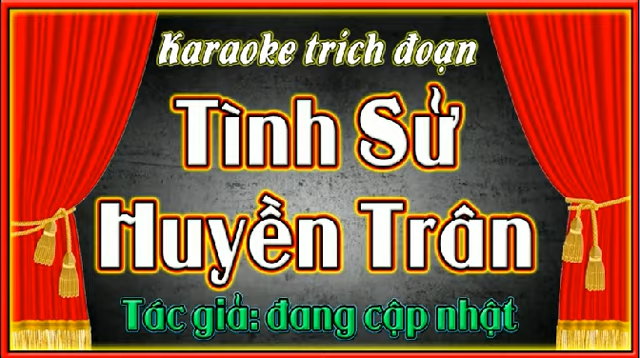 Karaoke trích đoạn
Tình Sử
Huyền Trân
Tác giả: đang cập nhật